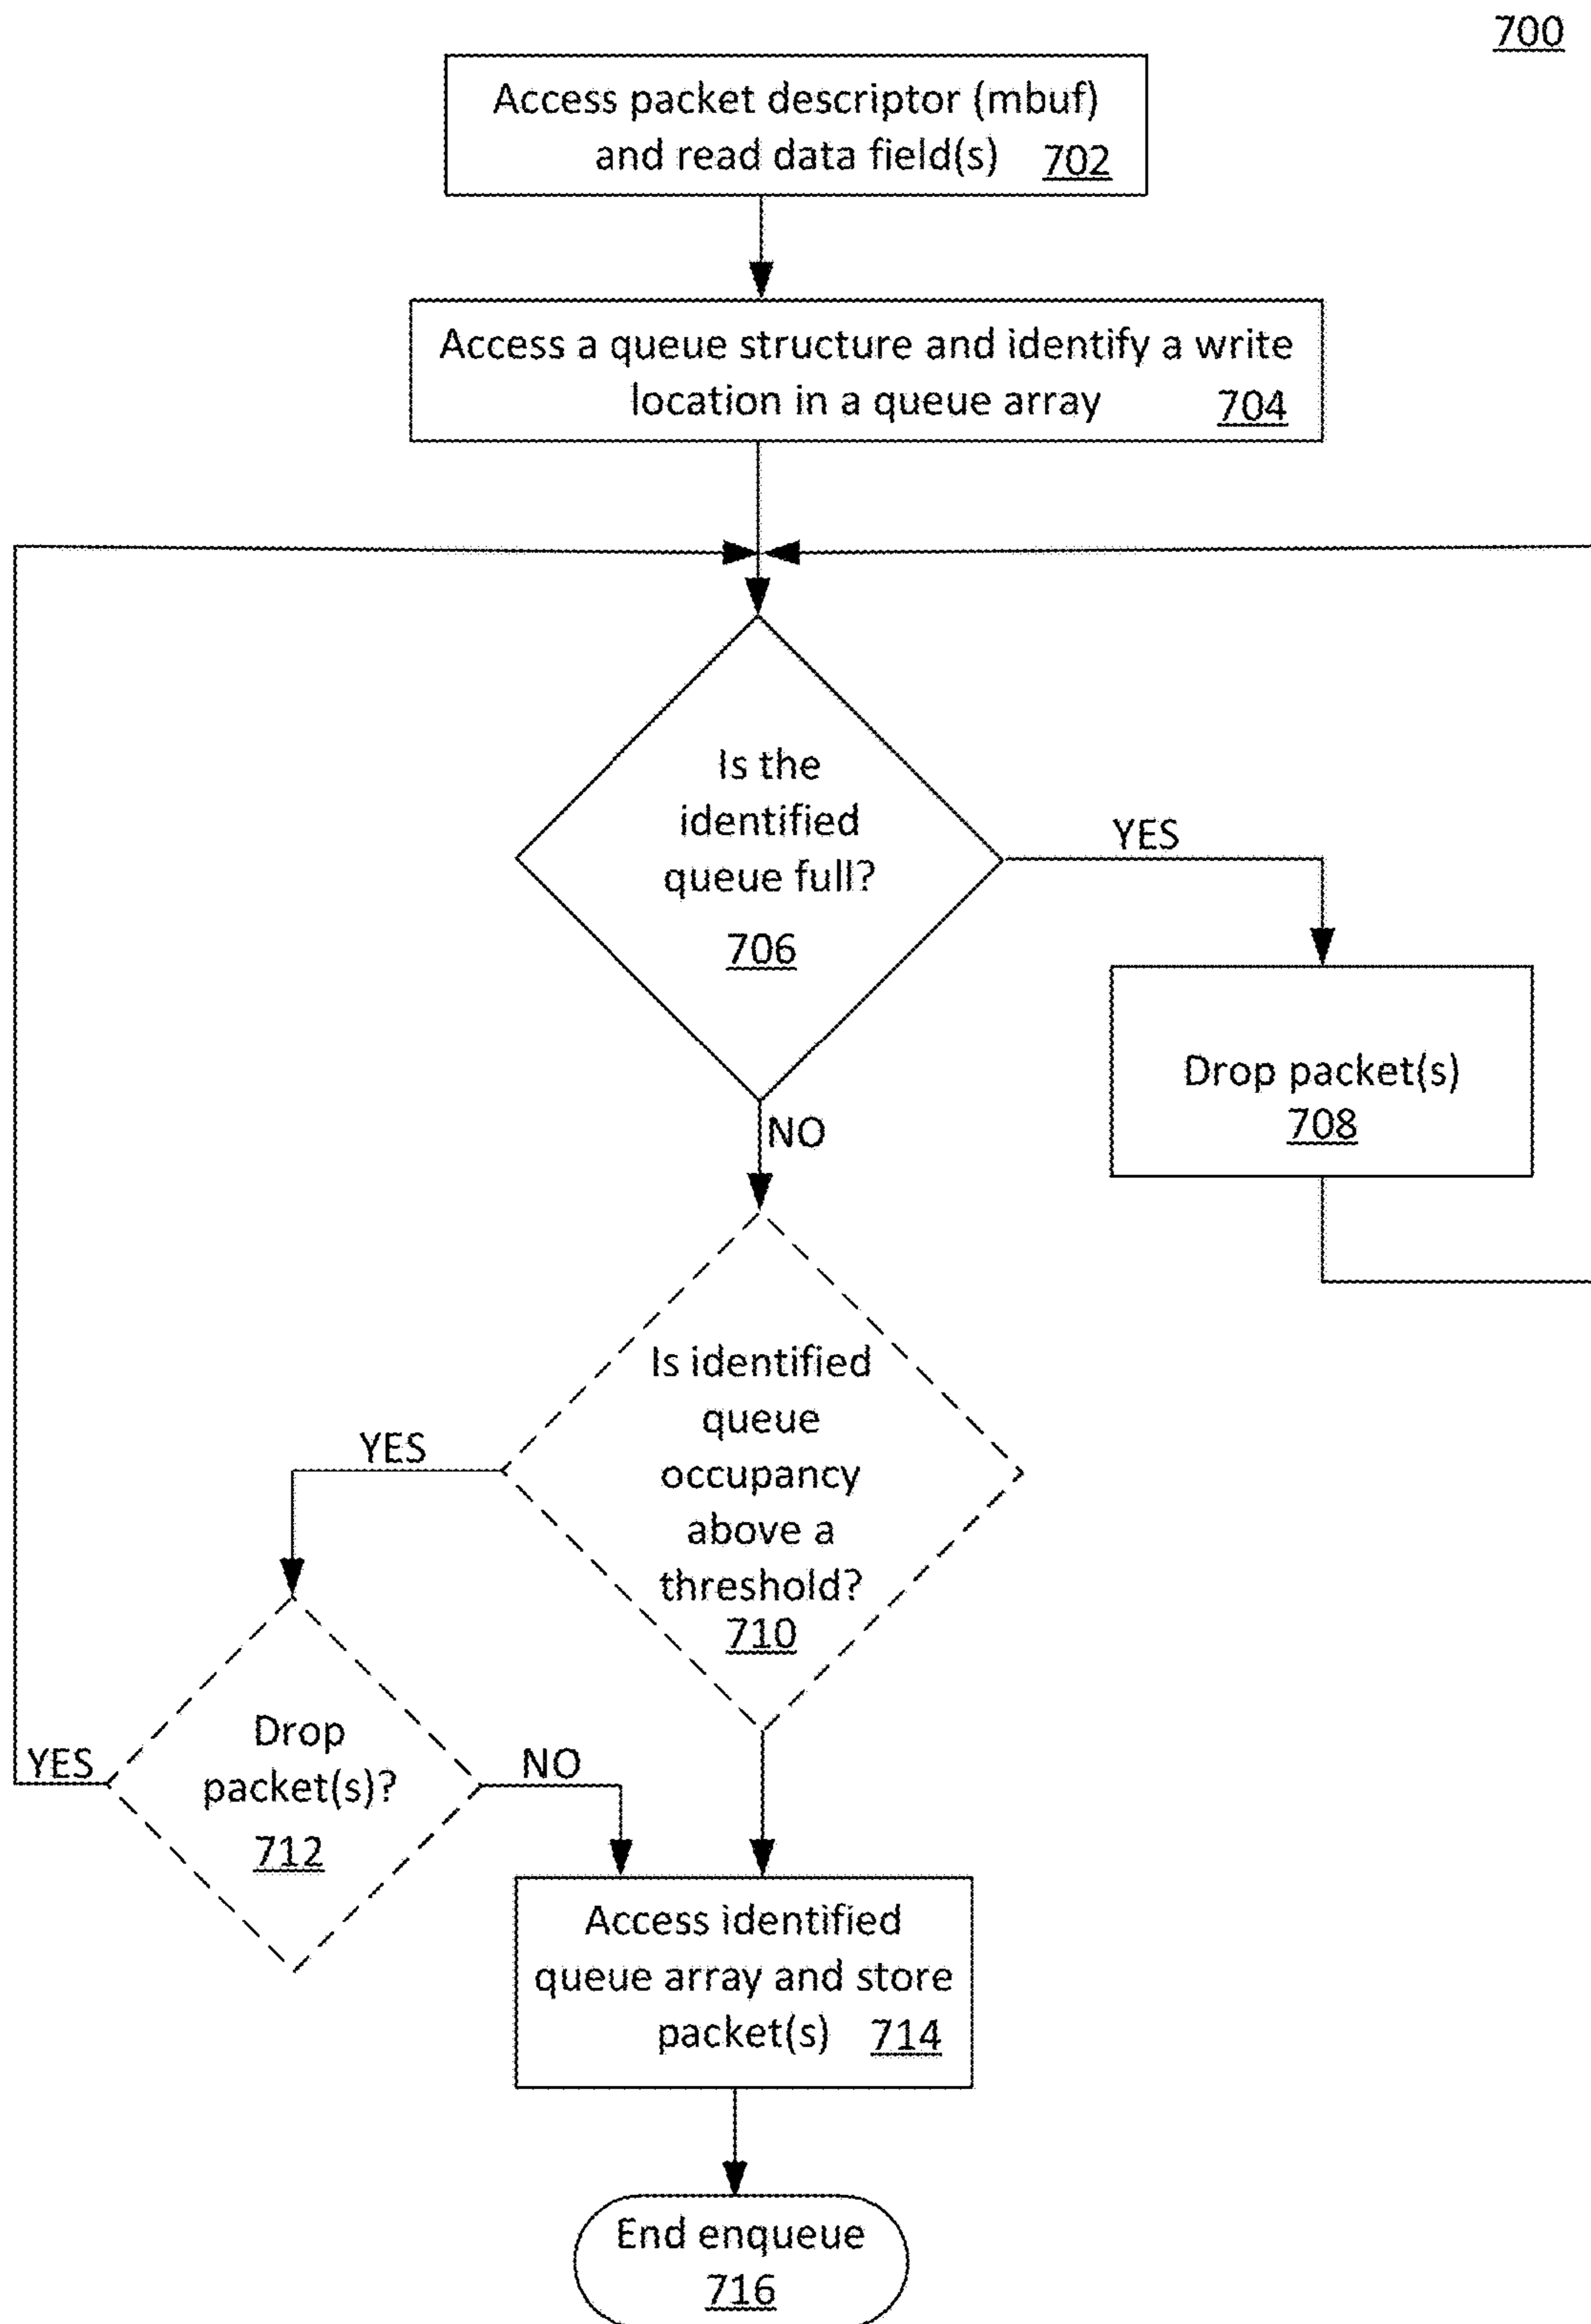 700
Access packet descriptor (mbuf)
and read data field(s) 702
Access a queue structure and identify a write
location in a queue array 704
Is the
identified
queue full?
706
YES
Drop packet(s)
708
NO
Is identified
queue
occupancy
above a
threshold?
710
YES
Drop
packet(s)?
712
YES
NO
Access identified
queue array and store
packet(s) 714
End enqueue
716